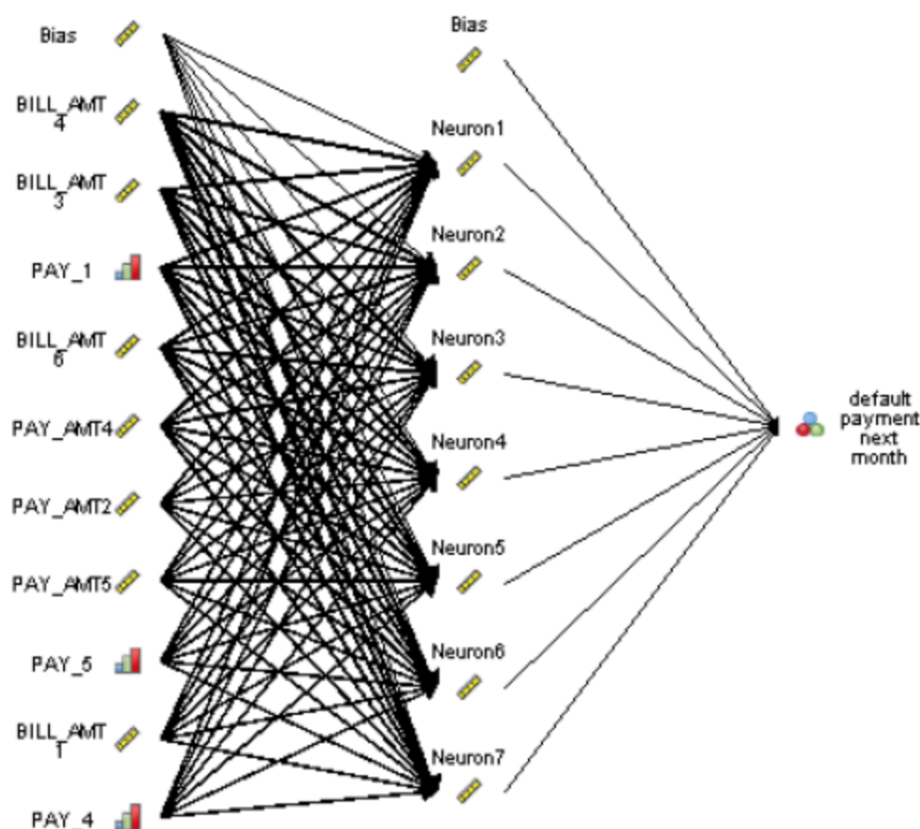 Bias
BILL_AMT
4
BILL_AMT
3
PAY_1
BILL_AMT
6
PAY_AMT4
PAY_AMT2
PAY_AMT5
PAY_5
BILL_AMT
1
PAY_4
Bias
Neuron1
Neuron2
Neuron3
Neuron4
Neuron5
Neuron6
Neuron7
default
payment
next
month